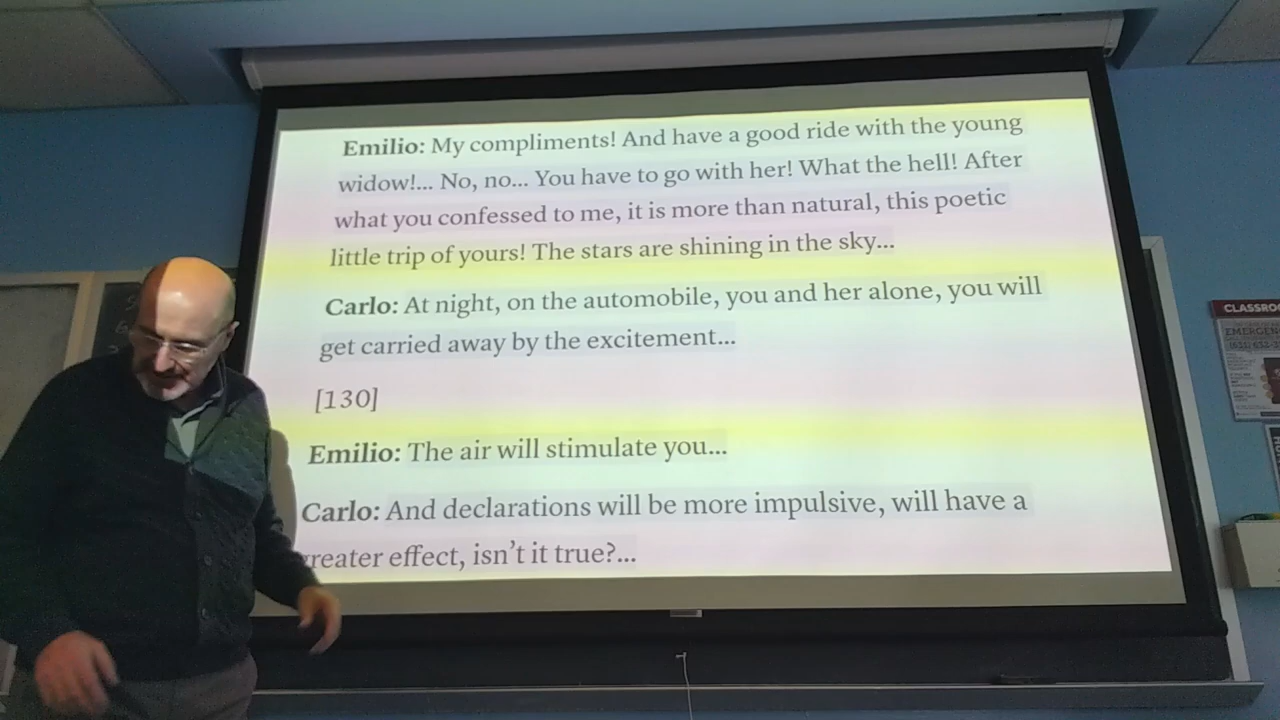 Emilio: My compliments! And have a good ride with the young
widow!... No, no... You have to go with her! What the hell! After
what you confessed to me, it is more than natural, this poetic
little trip of yours! The stars are shining in the sky...
Carlo: At night, on the automobile, you and her alone, you will
get carried away by the excitement...
[130]
Emilio: The air will stimulate you...
Carlo: And declarations will be more impulsive, will have a
greater effect, isn't it true?...
CLASSROO
EMERGEN